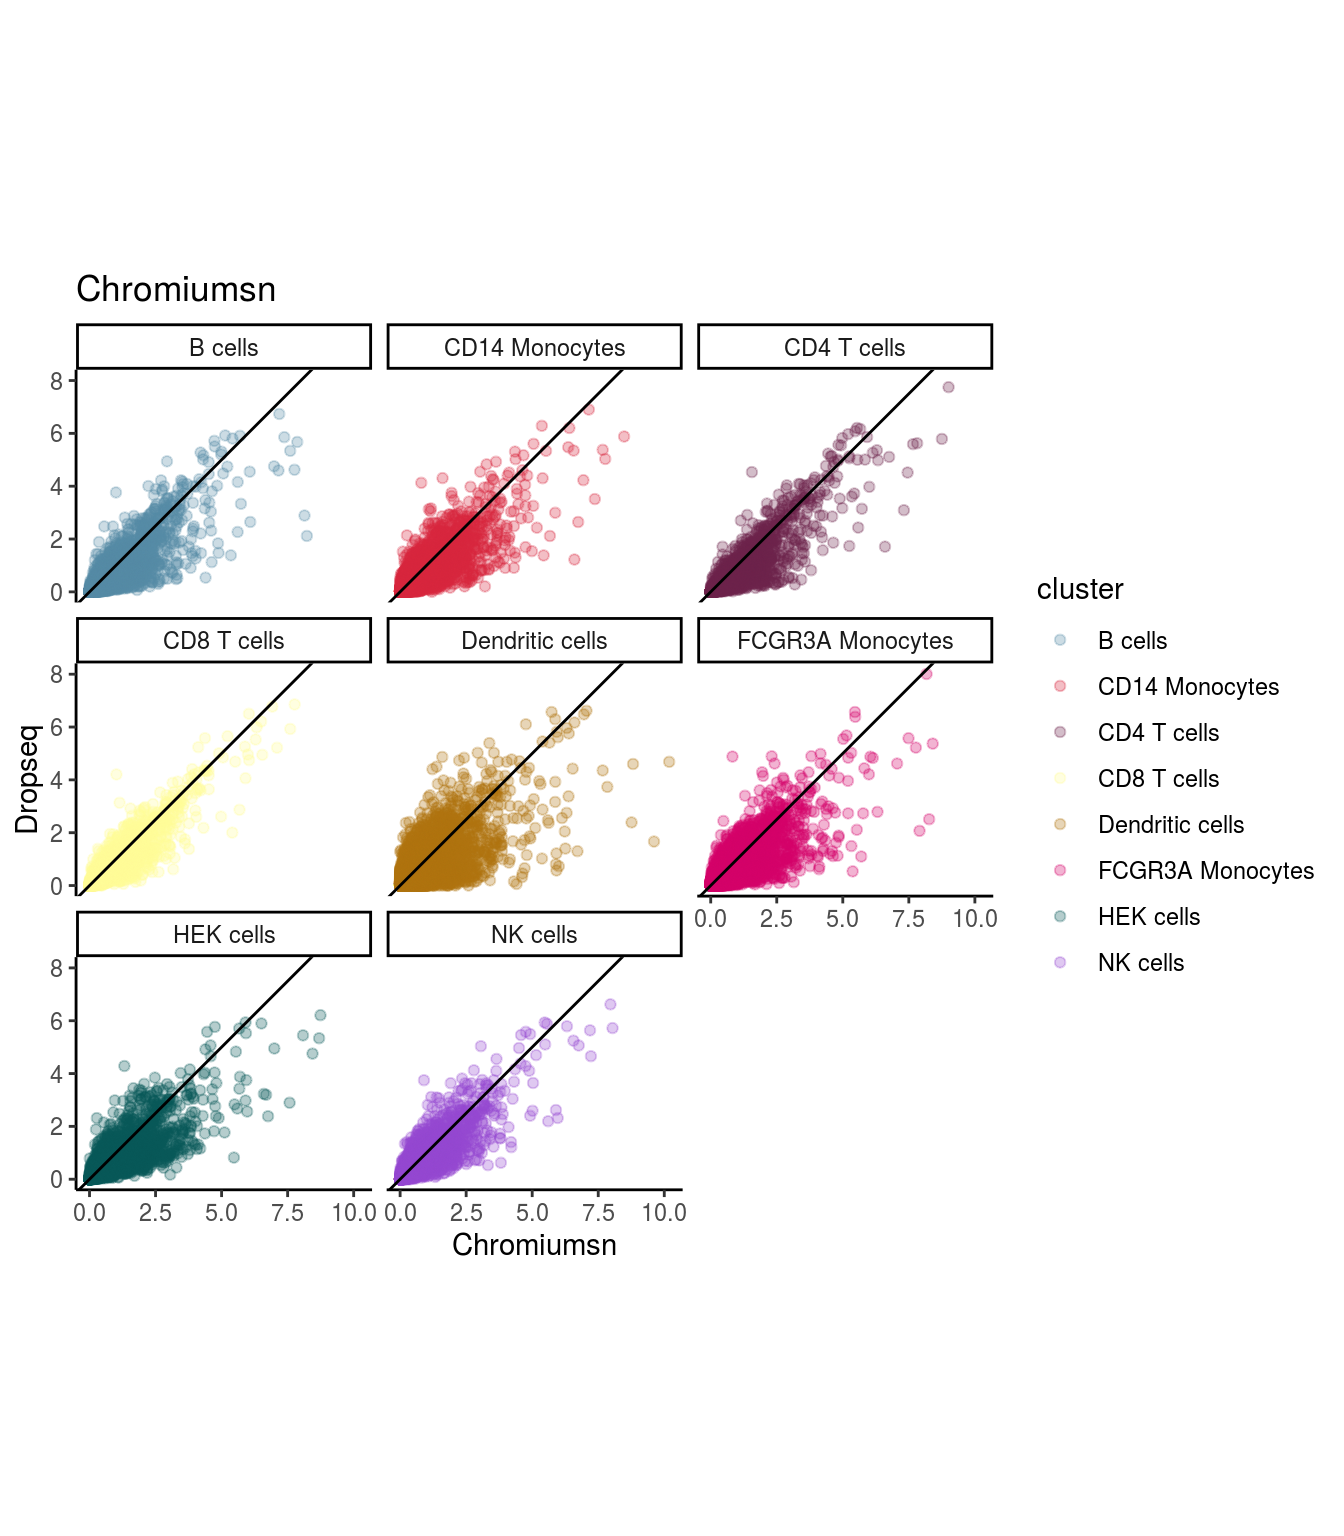 Chromiumsn
B cells
CD14 Monocytes
CD4 T cells
8
6
4
2
0
CD8 T cells
Dendritic cells
FCGR3A Monocytes
8
6
4
2
0
0.0 2.5 5.0 7.5 10.0
HEK cells
NK cells
8
6
4
2
0
0.0 2.5 5.0 7.5 10.0
0.0 2.5 5.0 7.5 10.0
Chromiumsn
Dropseq
cluster
B cells
CD14 Monocytes
CD4 T cells
CD8 T cells
Dendritic cells
FCGR3A Monocytes
HEK cells
NK cells